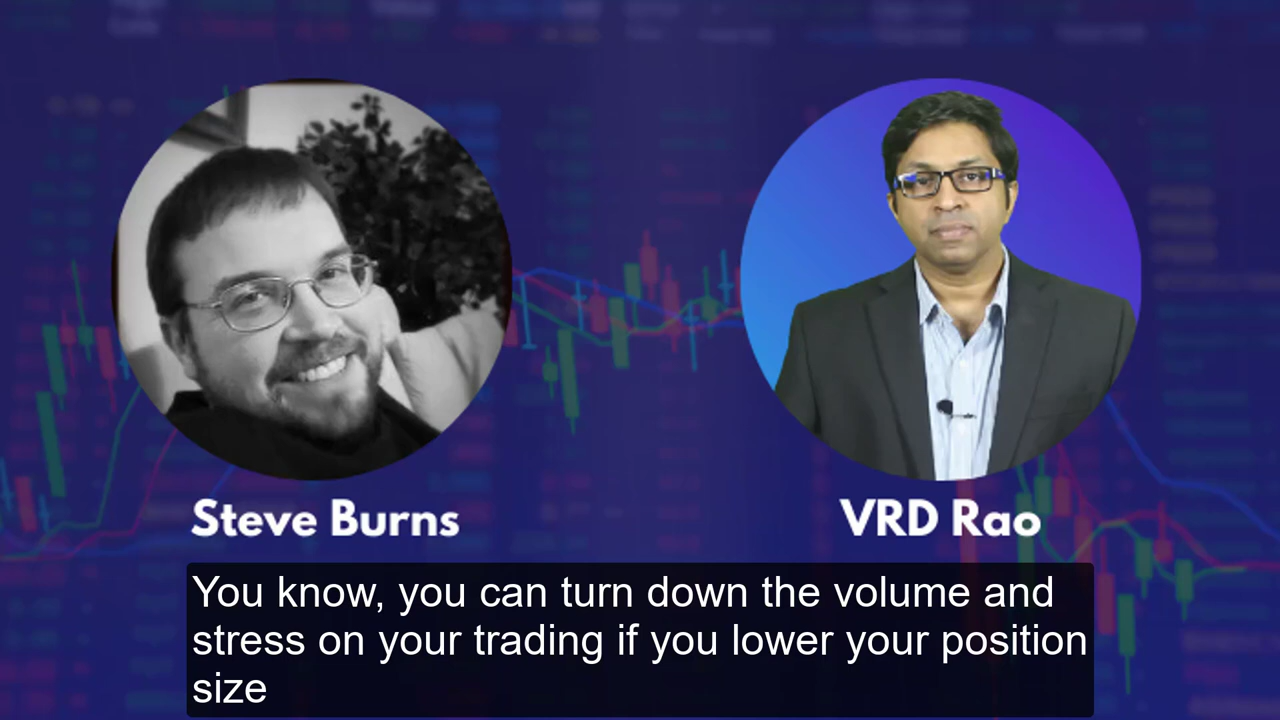 Steve Burns
VRD Rao
You know, you can turn down the volume and
stress on your trading if you lower your position
size